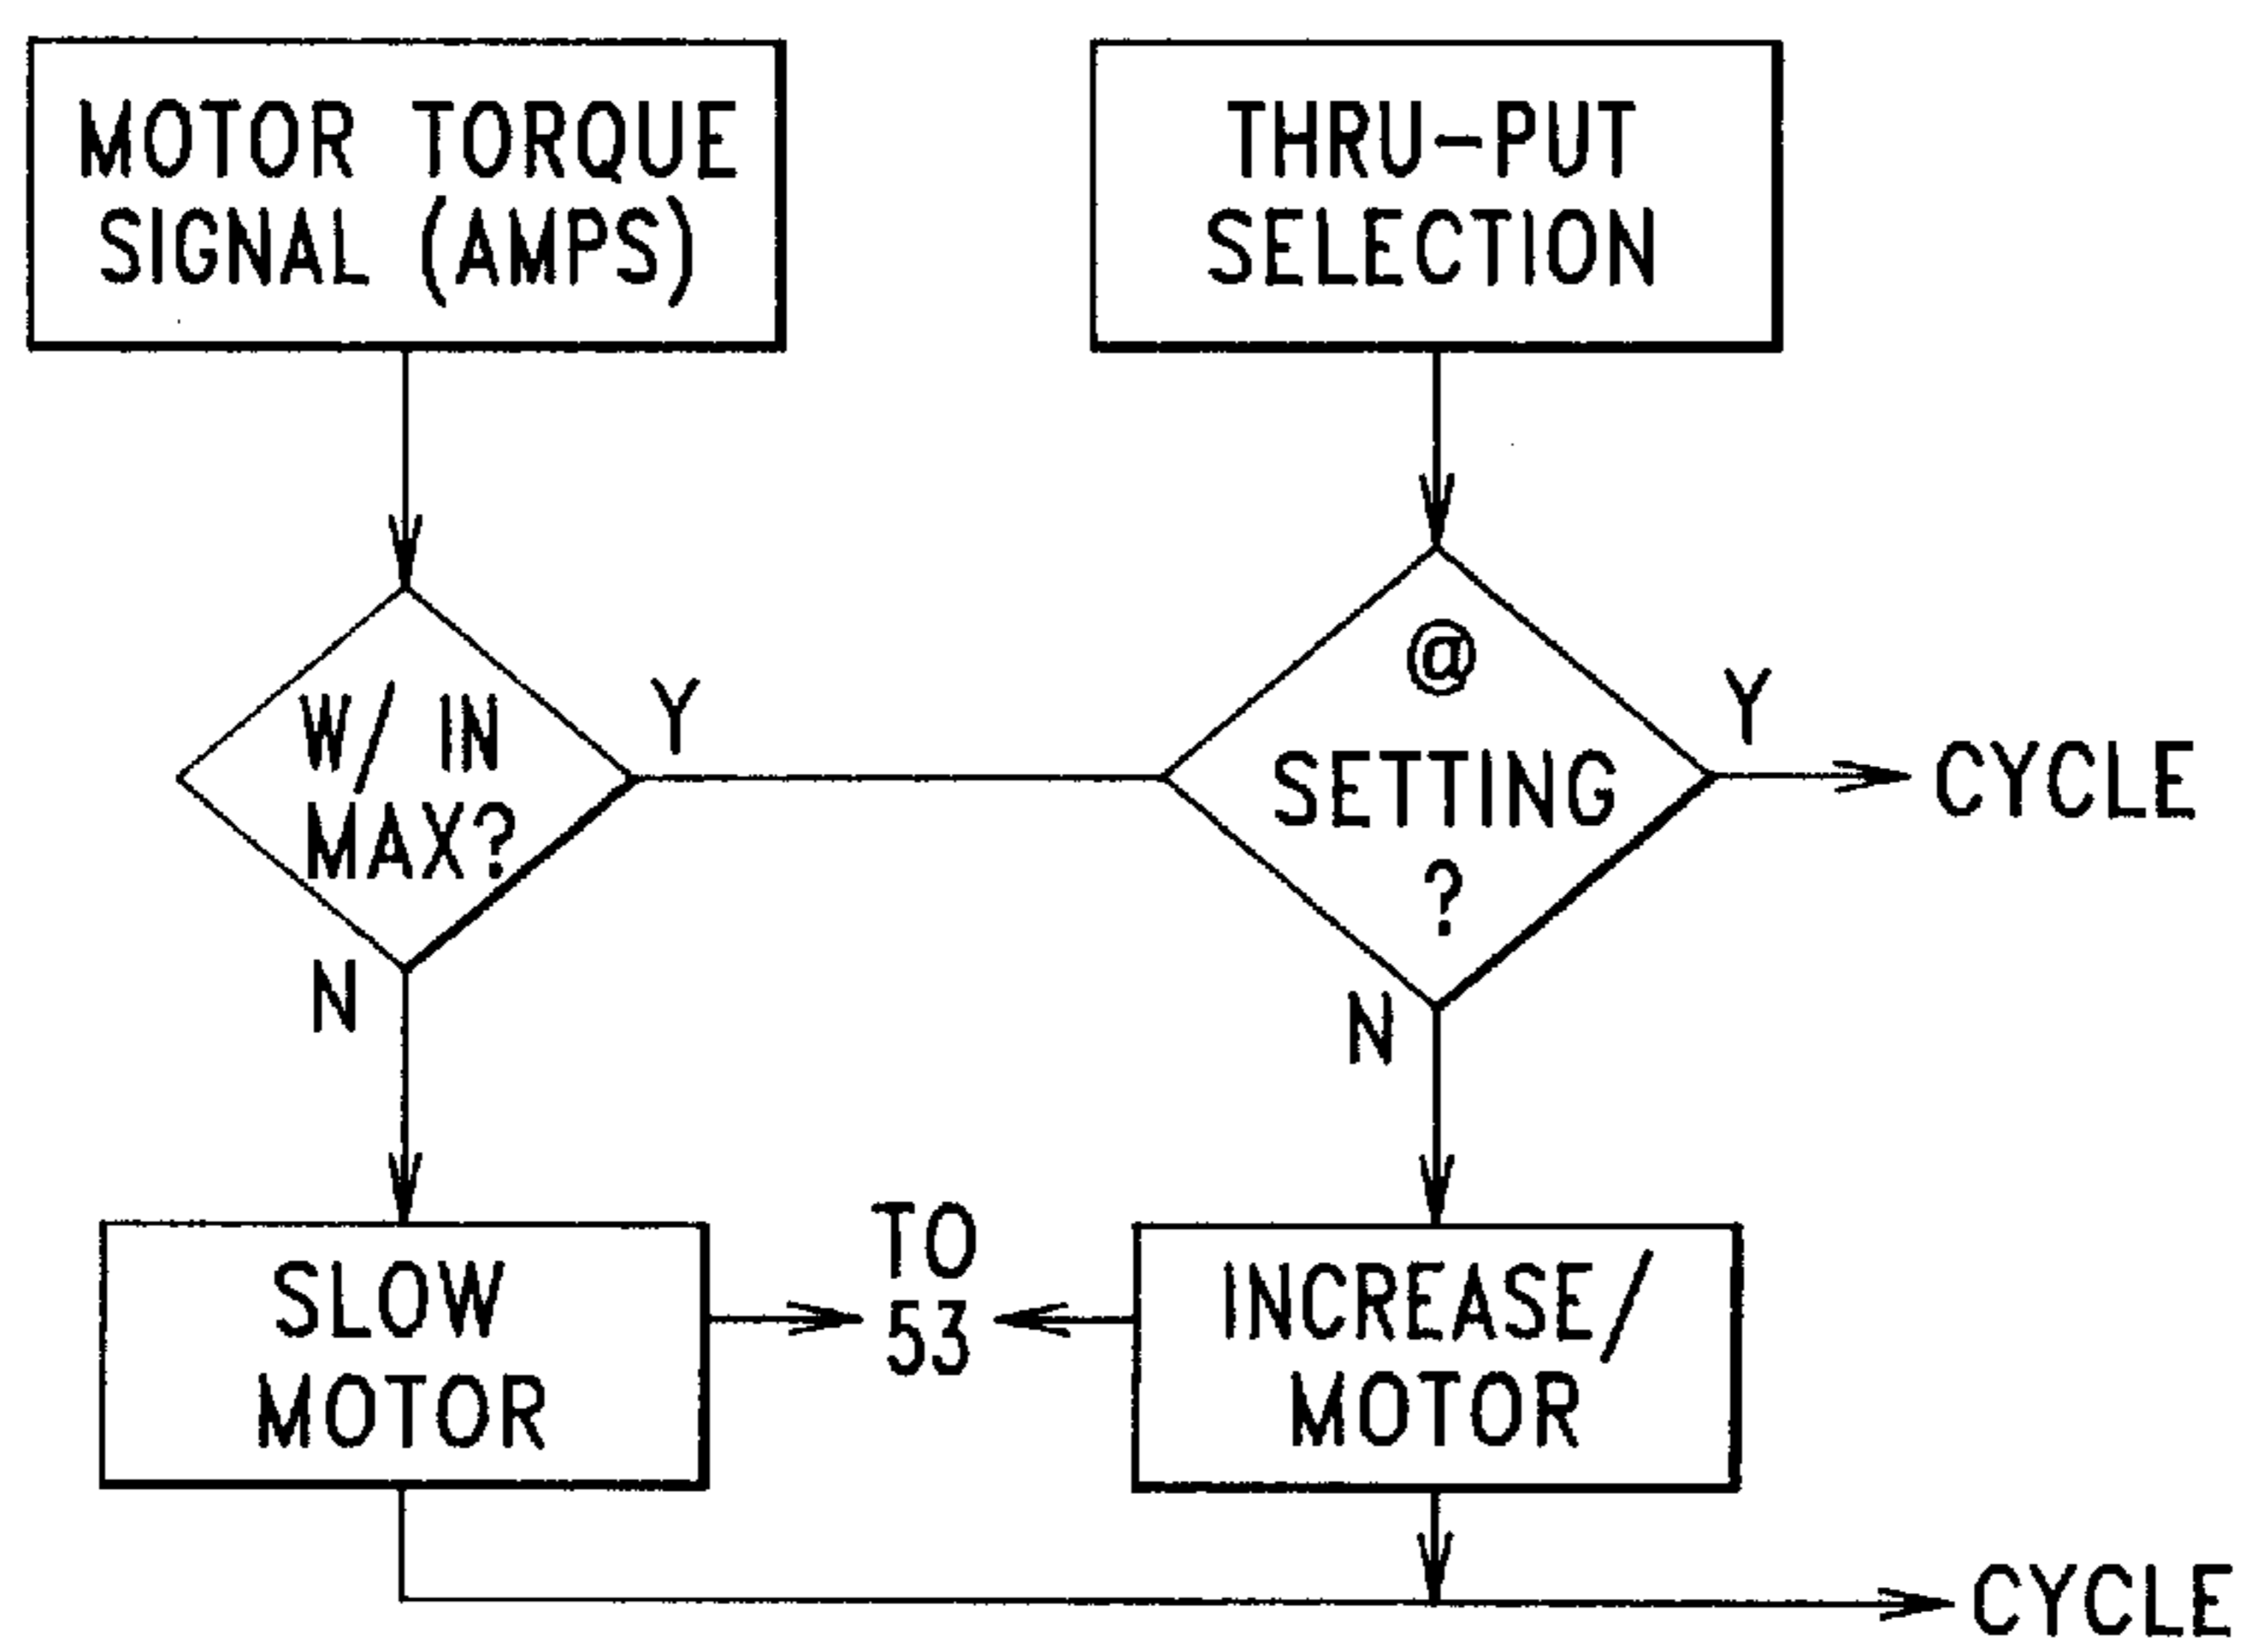 MOTOR TORQUE
SIGNAL (AMPS)
THRU-PUT
SELECTION
W/ IN
MAX?
Y
N
@
SETTING
?
Y
CYCLE
N
SLOW
MOTOR
TO
53
INCREASE/
MOTOR
CYCLE